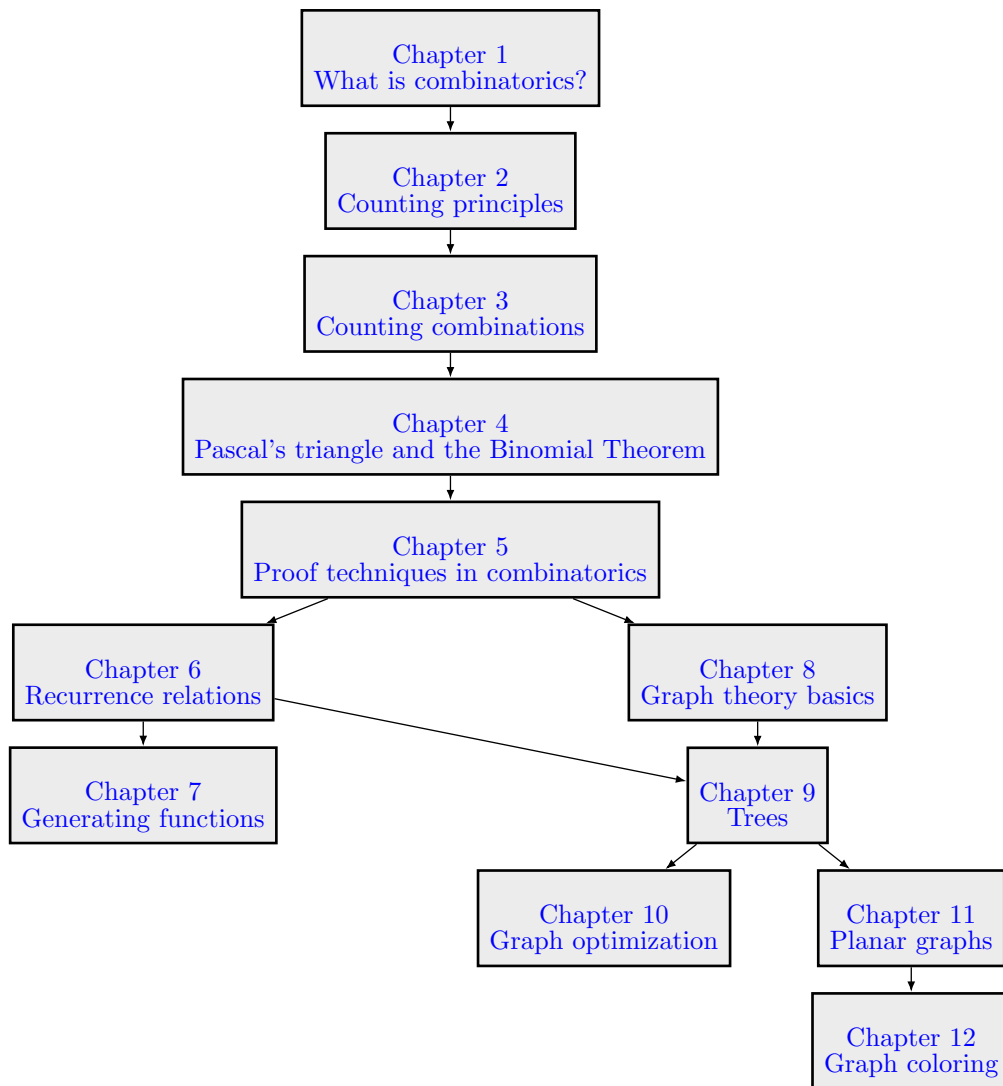 Chapter 1
What is combinatorics?
Chapter 2
Counting principles
Chapter 3
Counting combinations
Chapter 4
Pascal's triangle and the Binomial Theorem
Chapter 5
Proof techniques in combinatorics
Chapter 6
Recurrence relations
Chapter 8
Graph theory basics
Chapter 7
Generating functions
Chapter 9
Trees
Chapter 10
Graph optimization
Chapter 11
Planar graphs
Chapter 12
Graph coloring